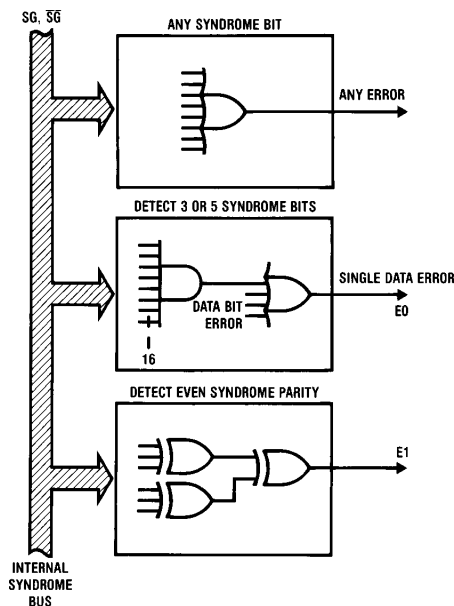 SG, S̅G̅
ANY SYNDROME BIT
ANY ERROR
DETECT 3 OR 5 SYNDROME BITS
DATA BIT
ERROR
16
SINGLE DATA ERROR
E0
DETECT EVEN SYNDROME PARITY
E1
INTERNAL
SYNDROME
BUS